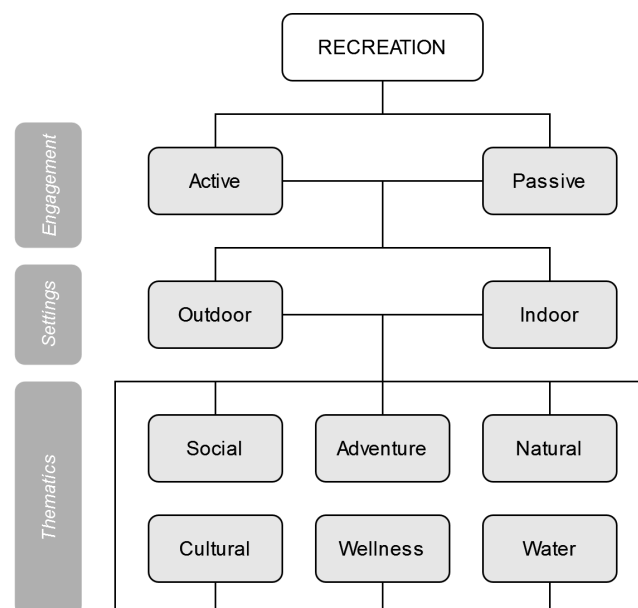 RECREATION
Engagement
Active
Passive
Settings
Outdoor
Indoor
Thematics
Social
Adventure
Natural
Cultural
Wellness
Water